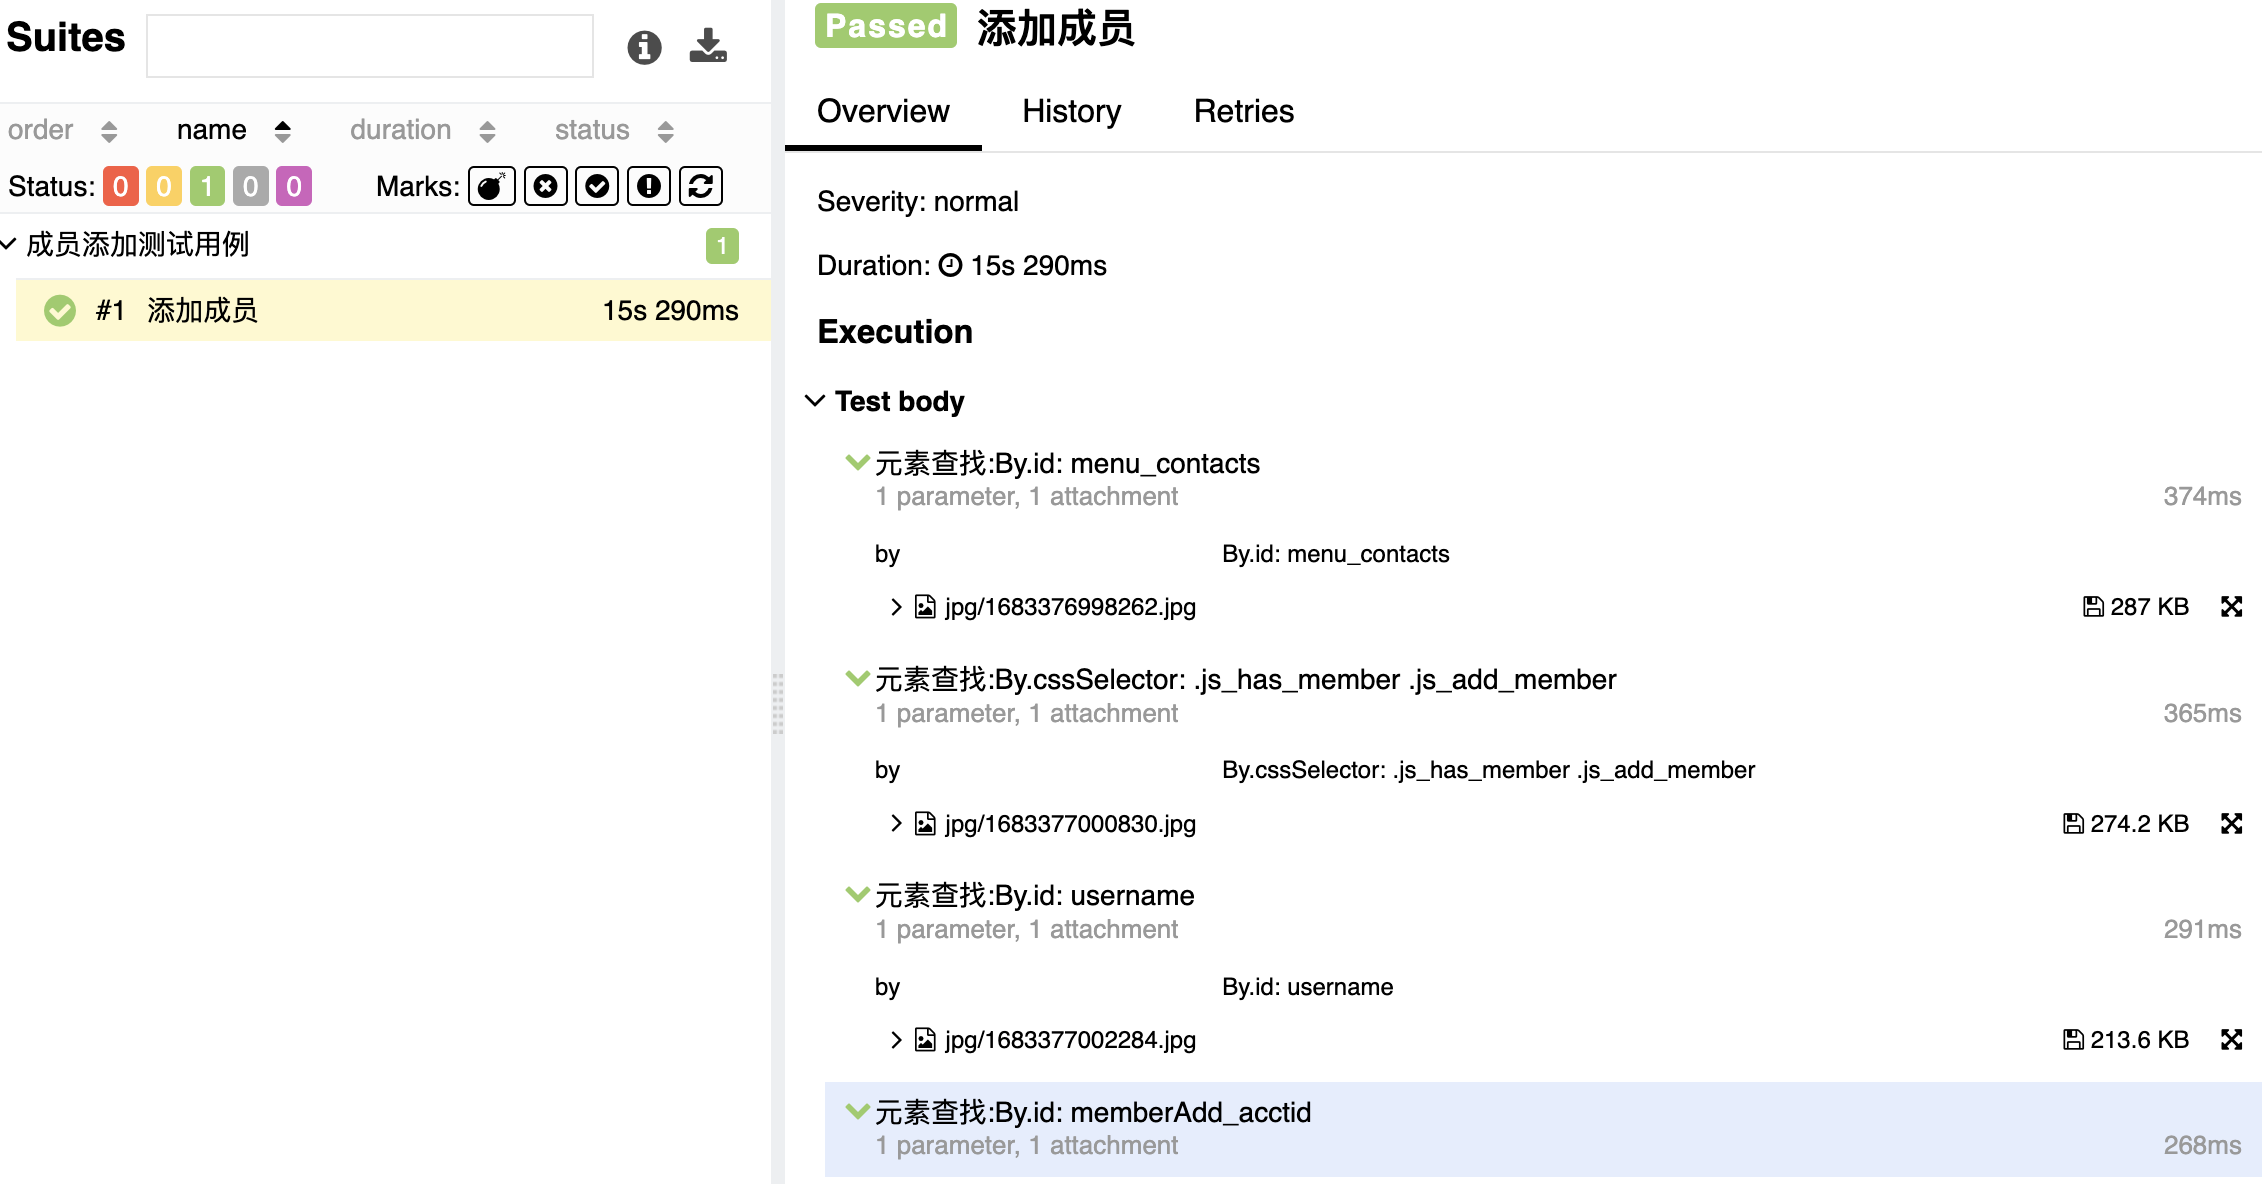 Suites
order name duration status
Status: 0 0 1 0 0 Marks:
成员添加测试用例 1
#1 添加成员 15s 290ms
Passed 添加成员
Overview History Retries
Severity: normal
Duration: 15s 290ms
Execution
Test body
元素查找:By.id: menu_contacts
1 parameter, 1 attachment 374ms
by By.id: menu_contacts
jpg/1683376998262.jpg 287 KB
元素查找:By.cssSelector: .js_has_member .js_add_member
1 parameter, 1 attachment 365ms
by By.cssSelector: .js_has_member .js_add_member
jpg/1683377000830.jpg 274.2 KB
元素查找:By.id: username
1 parameter, 1 attachment 291ms
by By.id: username
jpg/1683377002284.jpg 213.6 KB
元素查找:By.id: memberAdd_acctid
1 parameter, 1 attachment 268ms